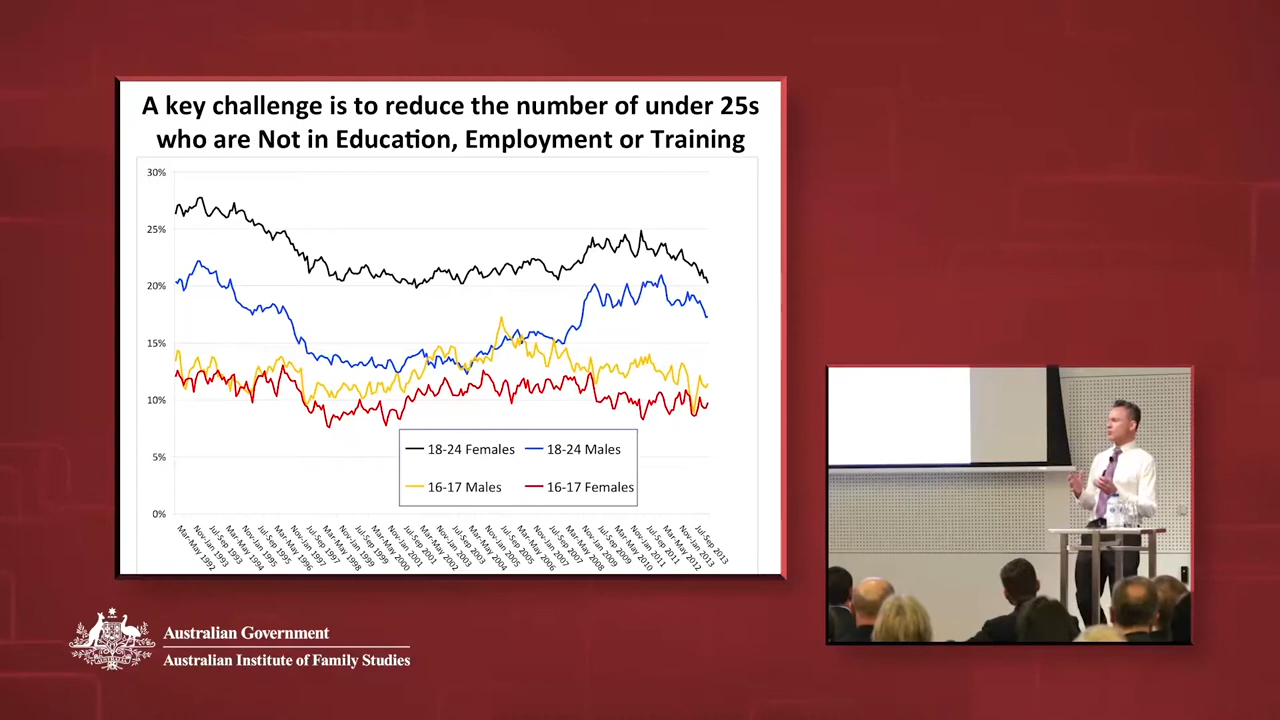 A key challenge is to reduce the number of under 25s
who are Not in Education, Employment or Training
30%
25%
20%
15%
10%
5%
0%
18-24 Females
18-24 Males
16-17 Males
16-17 Females
Mar-May 1992
Nov-Jan 1993
Jul-Sep 1993
Mar-May 1994
Nov-Jan 1995
Jul-Sep 1995
Mar-May 1996
Nov-Jan 1997
Jul-Sep 1997
Mar-May 1998
Nov-Jan 1999
Jul-Sep 1999
Mar-May 2000
Nov-Jan 2001
Jul-Sep 2001
Mar-May 2002
Nov-Jan 2003
Jul-Sep 2003
Mar-May 2004
Nov-Jan 2005
Jul-Sep 2005
Mar-May 2006
Nov-Jan 2007
Jul-Sep 2007
Mar-May 2008
Nov-Jan 2009
Jul-Sep 2009
Mar-May 2010
Nov-Jan 2011
Jul-Sep 2011
Mar-May 2012
Nov-Jan 2013
Jul-Sep 2013
Australian Government
Australian Institute of Family Studies